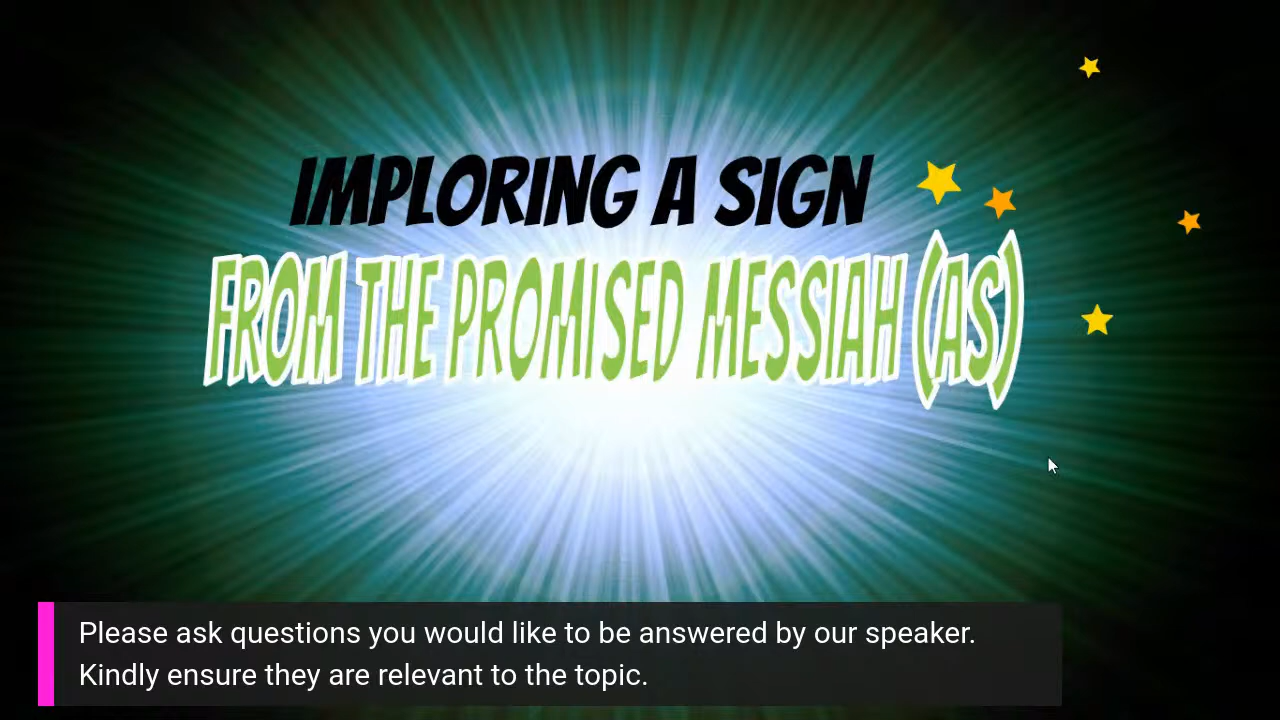 IMPLORING A SIGN
FROM THE PROMISED MESSIAH (AS)
Please ask questions you would like to be answered by our speaker.
Kindly ensure they are relevant to the topic.